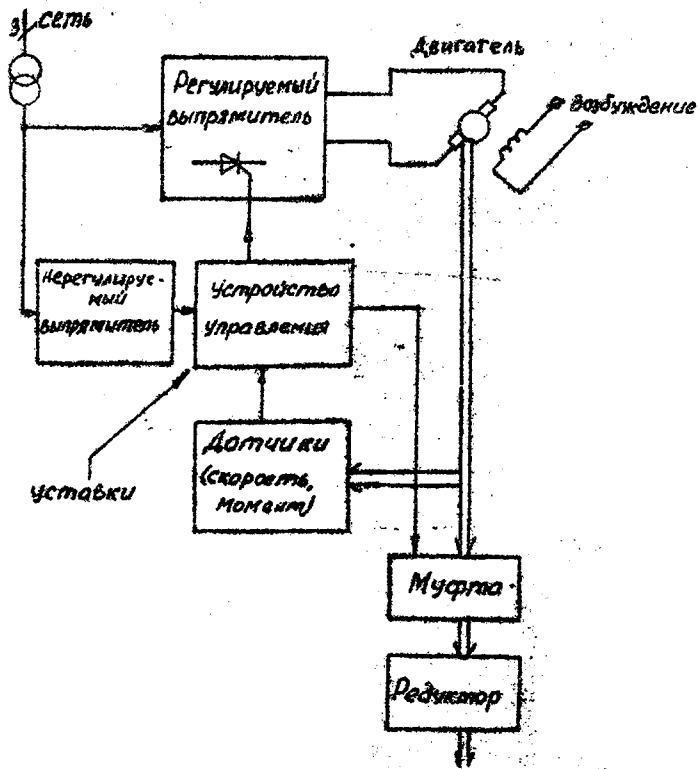 3 сеть
Двигатель
Регулируемый
выпрямитель
возбуждение
Нерегулируе-
мый
выпрямитель
Устройство
управления
Датчики
(скорость,
момент)
уставки
Муфта
Редуктор